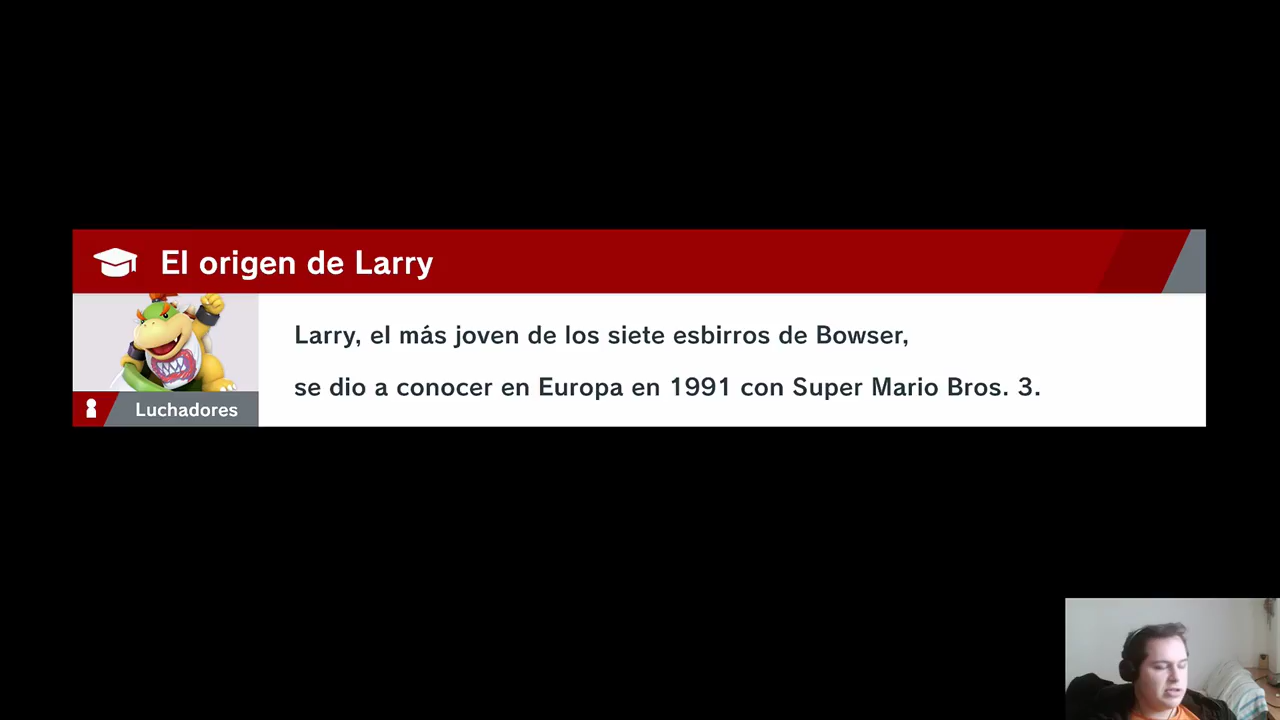 El origen de Larry
Larry, el más joven de los siete esbirros de Bowser,
se dio a conocer en Europa en 1991 con Super Mario Bros. 3.
Luchadores